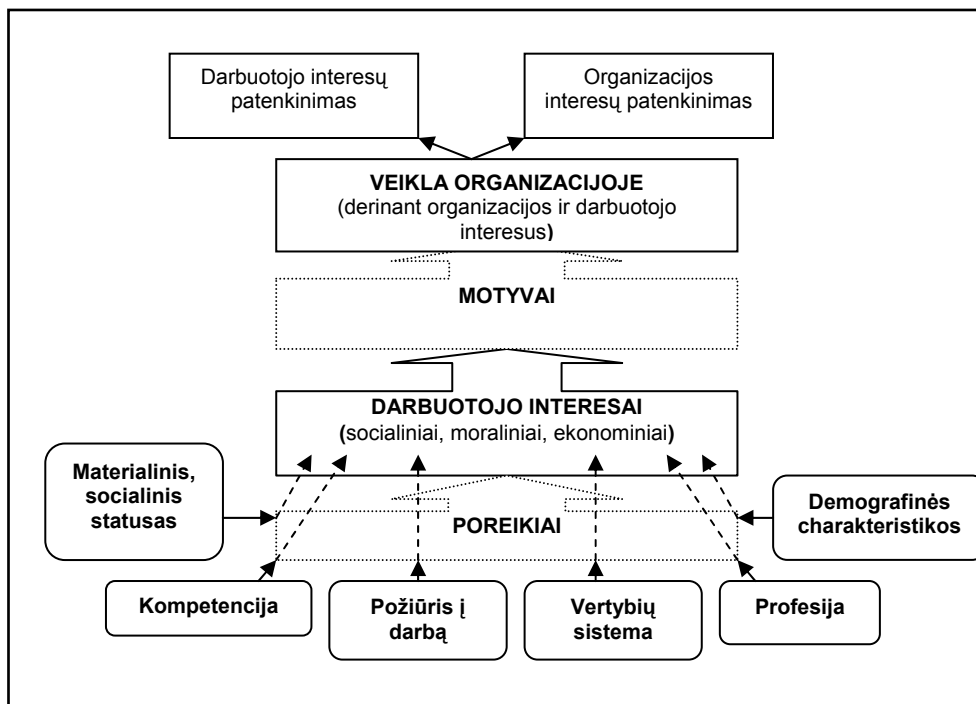 Darbuotojo interesų
patenkinimas
Organizacijos
interesų patenkinimas
VEIKLA ORGANIZACIJOJE
(derinant organizacijos ir darbuotojo
interesus)
MOTYVAI
DARBUOTOJO INTERESAI
(socialiniai, moraliniai, ekonominiai)
Materialinis,
socialinis
statusas
POREIKIAI
Demografinės
charakteristikos
Kompetencija
Požiūris į
darbą
Vertybių
sistema
Profesija